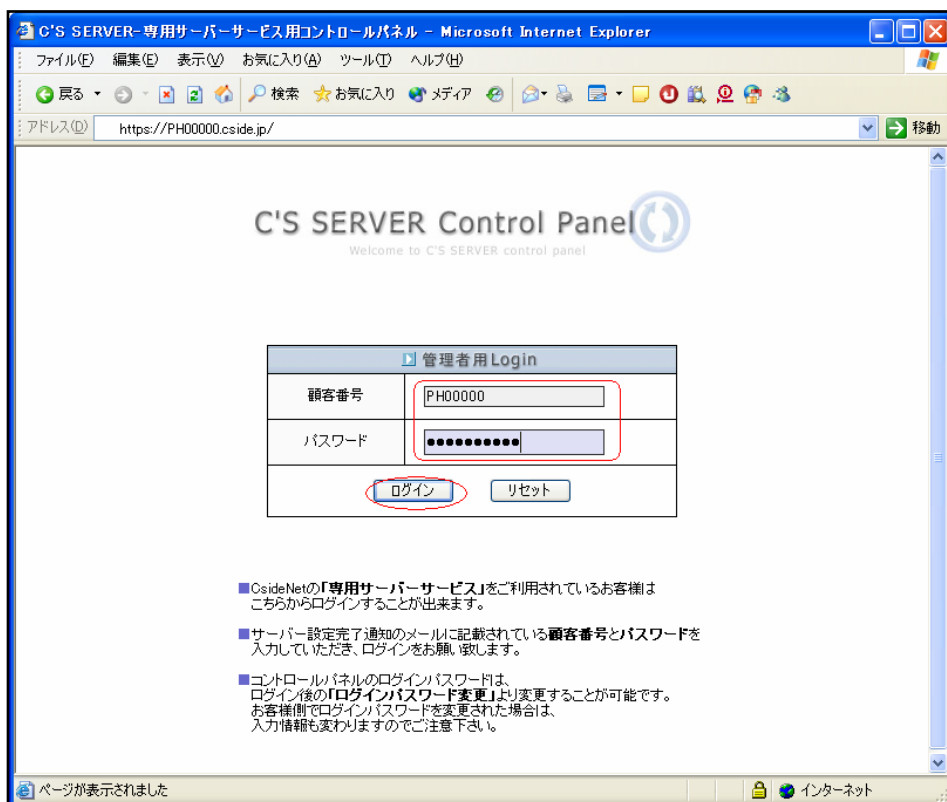 C'S SERVER-専用サーバーサービス用コントロールパネル - Microsoft Internet Explorer
ファイル(F) 編集(E) 表示(V) お気に入り(A) ツール(T) ヘルプ(H)
戻る 検索 お気に入り メディア
アドレス(D) https://PH00000.cside.jp/ 移動
C'S SERVER Control Panel
Welcome to C'S SERVER control panel
管理者用Login
顧客番号 PH00000
パスワード ●●●●●●●●●●
ログイン リセット
■CsideNetの「専用サーバーサービス」をご利用されているお客様は
こちらからログインすることが出来ます。
■サーバー設定完了通知のメールに記載されている顧客番号とパスワードを
入力していただき、ログインをお願い致します。
■コントロールパネルのログインパスワードは、
ログイン後の「ログインパスワード変更」より変更することが可能です。
お客様側でログインパスワードを変更された場合は、
入力情報も変わりますのでご注意下さい。
ページが表示されました インターネット